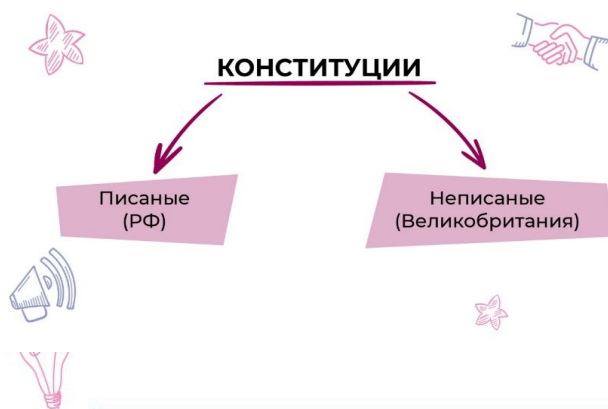 КОНСТИТУЦИИ
Писаные
(РФ)
Неписаные
(Великобритания)